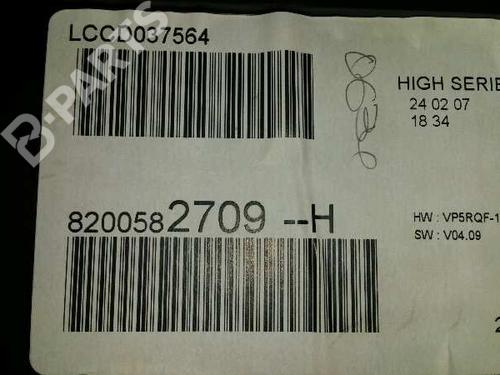 LCCD037564
B-PARTS
HIGH SERIE
24 02 07
18 34
8200582709 --H
HW : VP5RQF-1
SW : V04.09